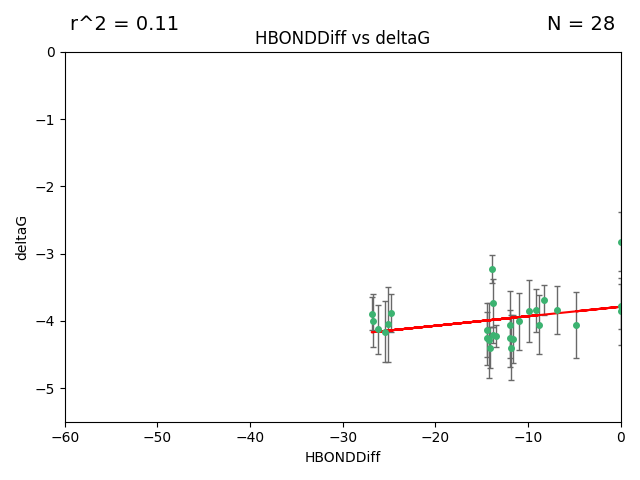 r^2 = 0.11
N = 28
HBONDDiff vs deltaG
0
−1
−2
−3
−4
−5
deltaG
−60
−50
−40
−30
−20
−10
0
HBONDDiff